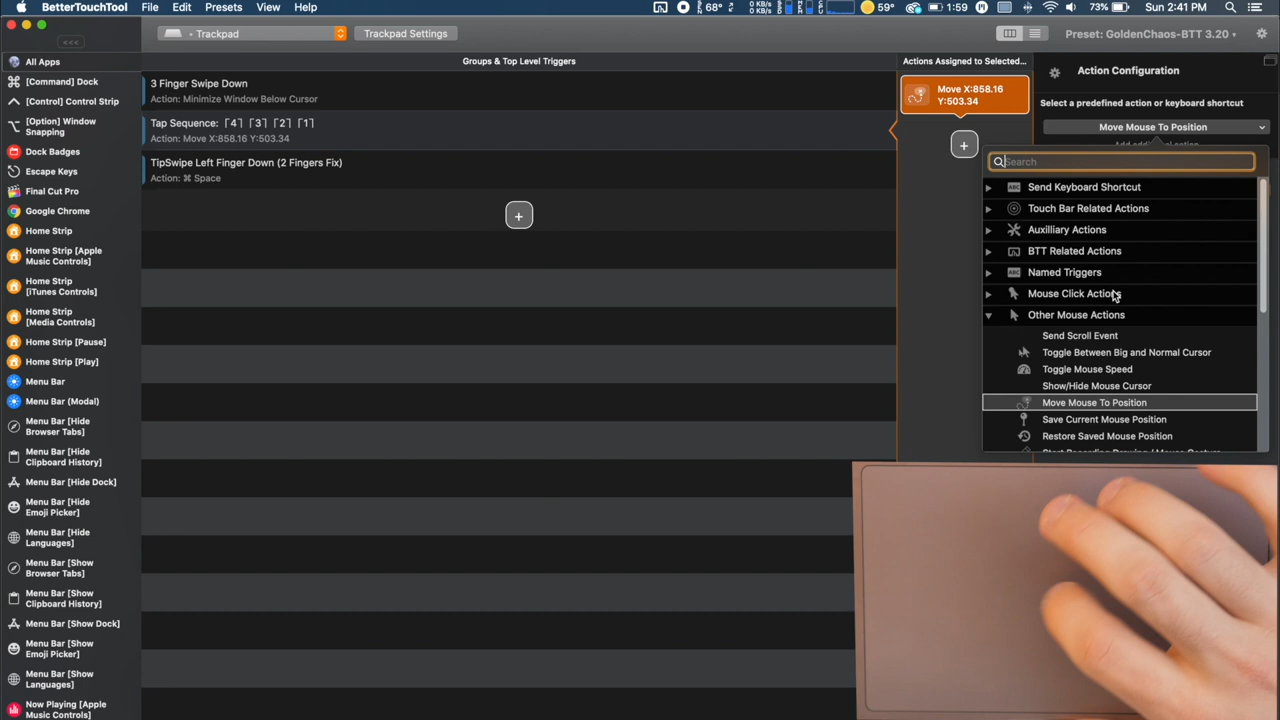 BetterTouchTool File Edit Presets View Help
68° 0 KB/s 0 KB/s 59° 1:59 73% Sun 2:41 PM
<<< Trackpad Trackpad Settings Preset: GoldenChaos-BTT 3.20
All Apps
[Command] Dock
[Control] Control Strip
[Option] Window
Snapping
Dock Badges
Escape Keys
Final Cut Pro
Google Chrome
Home Strip
Home Strip [Apple
Music Controls]
Home Strip
[iTunes Controls]
Home Strip
[Media Controls]
Home Strip [Pause]
Home Strip [Play]
Menu Bar
Menu Bar (Modal)
Menu Bar [Hide
Browser Tabs]
Menu Bar [Hide
Clipboard History]
Menu Bar [Hide Dock]
Menu Bar [Hide
Emoji Picker]
Menu Bar [Hide
Languages]
Menu Bar [Show
Browser Tabs]
Menu Bar [Show
Clipboard History]
Menu Bar [Show Dock]
Menu Bar [Show
Emoji Picker]
Menu Bar [Show
Languages]
Now Playing [Apple
Music Controls]
Groups & Top Level Triggers
3 Finger Swipe Down
Action: Minimize Window Below Cursor
Tap Sequence: ⎡4⎤ ⎡3⎤ ⎡2⎤ ⎡1⎤
Action: Move X:858.16 Y:503.34
TipSwipe Left Finger Down (2 Fingers Fix)
Action: ⌘ Space
+
Actions Assigned to Selected...
Move X:858.16
Y:503.34
+
Action Configuration
Select a predefined action or keyboard shortcut
Move Mouse To Position
Search
Send Keyboard Shortcut
Touch Bar Related Actions
Auxilliary Actions
BTT Related Actions
Named Triggers
Mouse Click Actions
Other Mouse Actions
Send Scroll Event
Toggle Between Big and Normal Cursor
Toggle Mouse Speed
Show/Hide Mouse Cursor
Move Mouse To Position
Save Current Mouse Position
Restore Saved Mouse Position